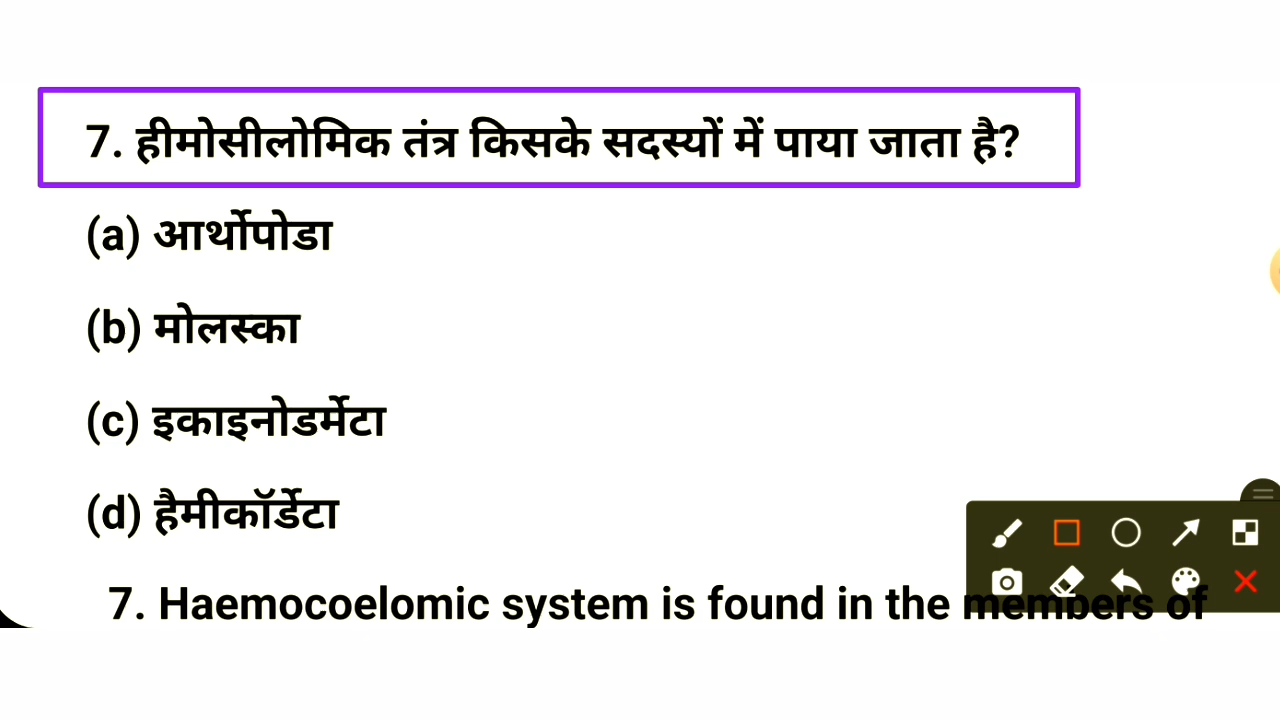 7. हीमोसीलोमिक तंत्र किसके सदस्यों में पाया जाता है?
(a) आर्थोपोडा
(b) मोलस्का
(c) इकाइनोडर्मेटा
(d) हैमीकॉर्डेटा
7. Haemocoelomic system is found in the members of